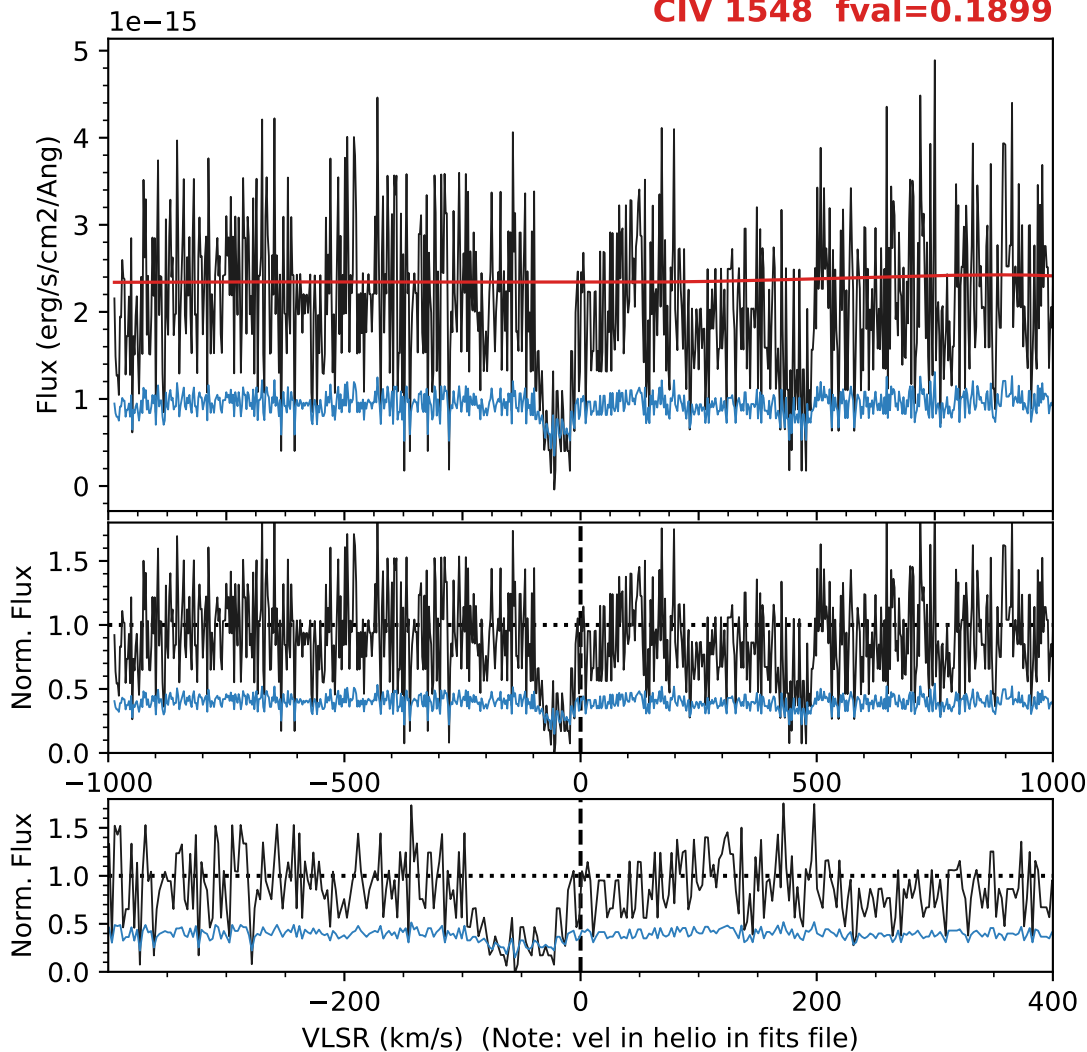 CIV 1548 fval=0.1899
1e−15
5
4
3
2
1
0
Flux (erg/s/cm2/Ang)
1.5
1.0
0.5
0.0
Norm. Flux
−1000 −500 0 500 1000
1.5
1.0
0.5
0.0
Norm. Flux
−200 0 200 400
VLSR (km/s) (Note: vel in helio in fits file)